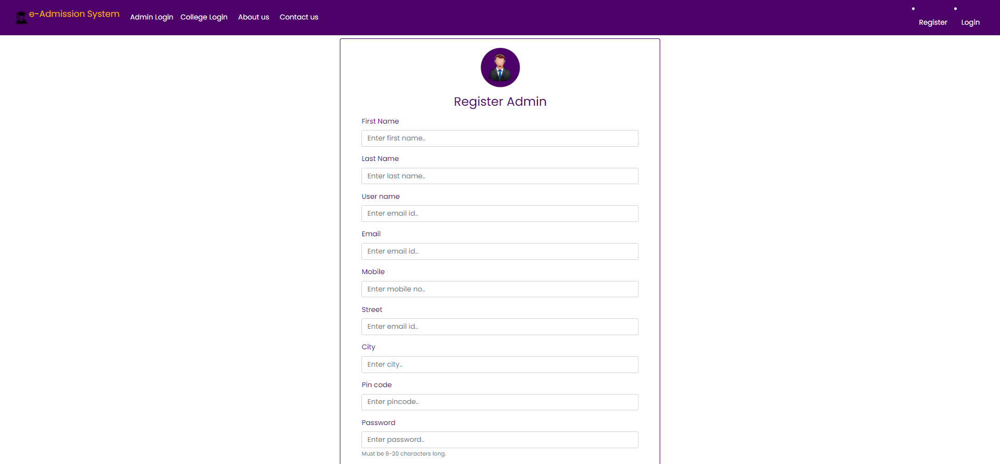 e-Admission System Admin Login College Login About us Contact us Register Login
Register Admin
First Name
Enter first name..
Last Name
Enter last name..
User name
Enter email id..
Email
Enter email id..
Mobile
Enter mobile no..
Street
Enter email id..
City
Enter city..
Pin code
Enter pincode..
Password
Enter password..
Must be 8-20 characters long.